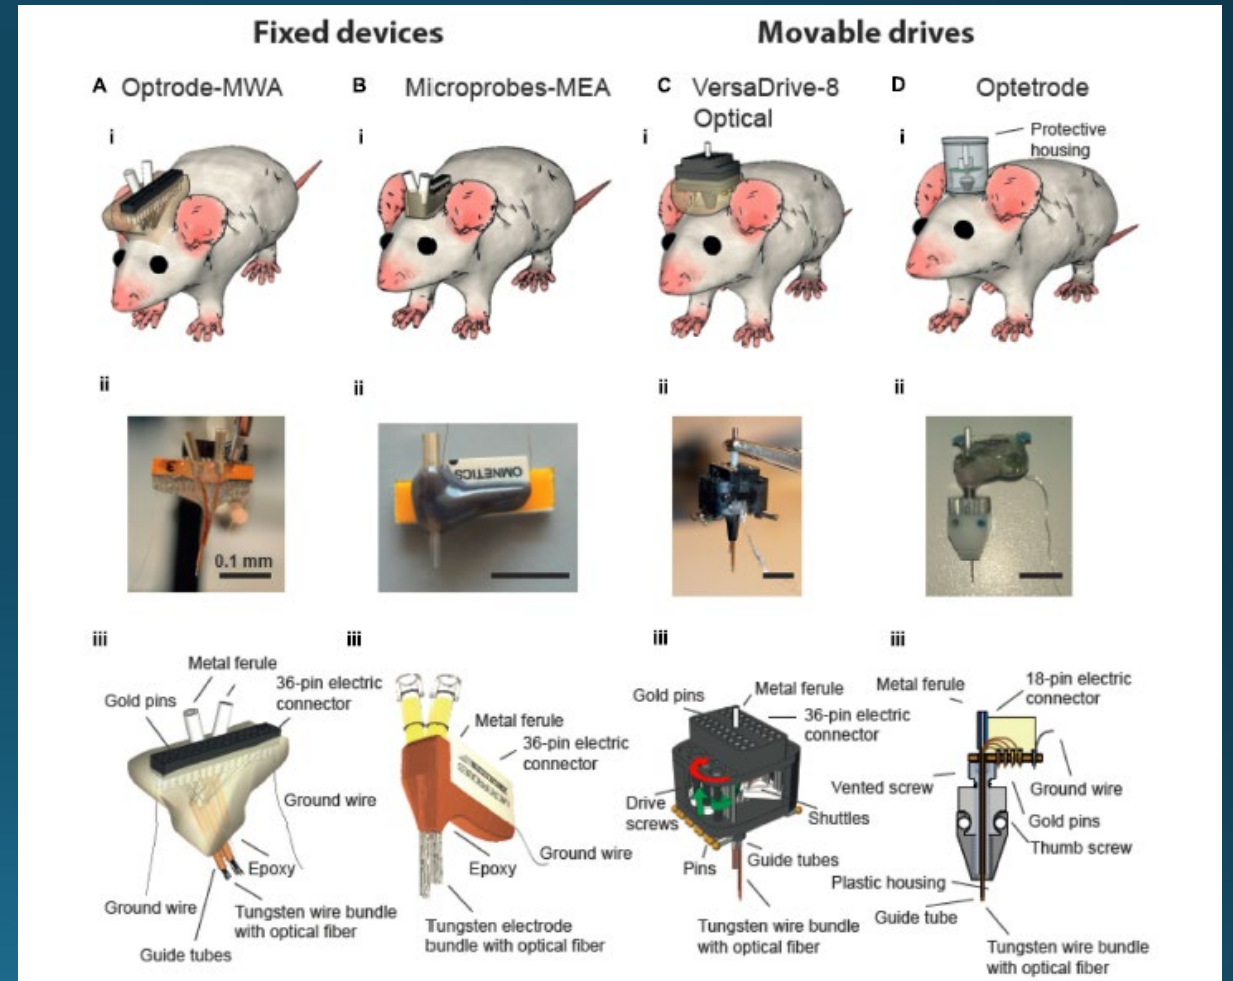 Fixed devices
Movable drives
A Optrode-MWA
B Microprobes-MEA
C VersaDrive-8
Optical
D Optetrode
i
i
i
i
Protective
housing
ii
ii
ii
ii
3
0.1 mm
OMNETICS
iii
Metal ferule
Gold pins
36-pin electric
connector
Ground wire
Epoxy
Ground wire
Tungsten wire bundle
with optical fiber
Guide tubes
iii
Metal ferule
36-pin electric
connector
Ground wire
Epoxy
Tungsten electrode
bundle with optical fiber
iii
Gold pins
Metal ferule
36-pin electric
connector
Drive
screws
Shuttles
Pins
Guide tubes
Tungsten wire bundle
with optical fiber
iii
Metal ferule
18-pin electric
connector
Vented screw
Ground wire
Gold pins
Thumb screw
Plastic housing
Guide tube
Tungsten wire bundle
with optical fiber